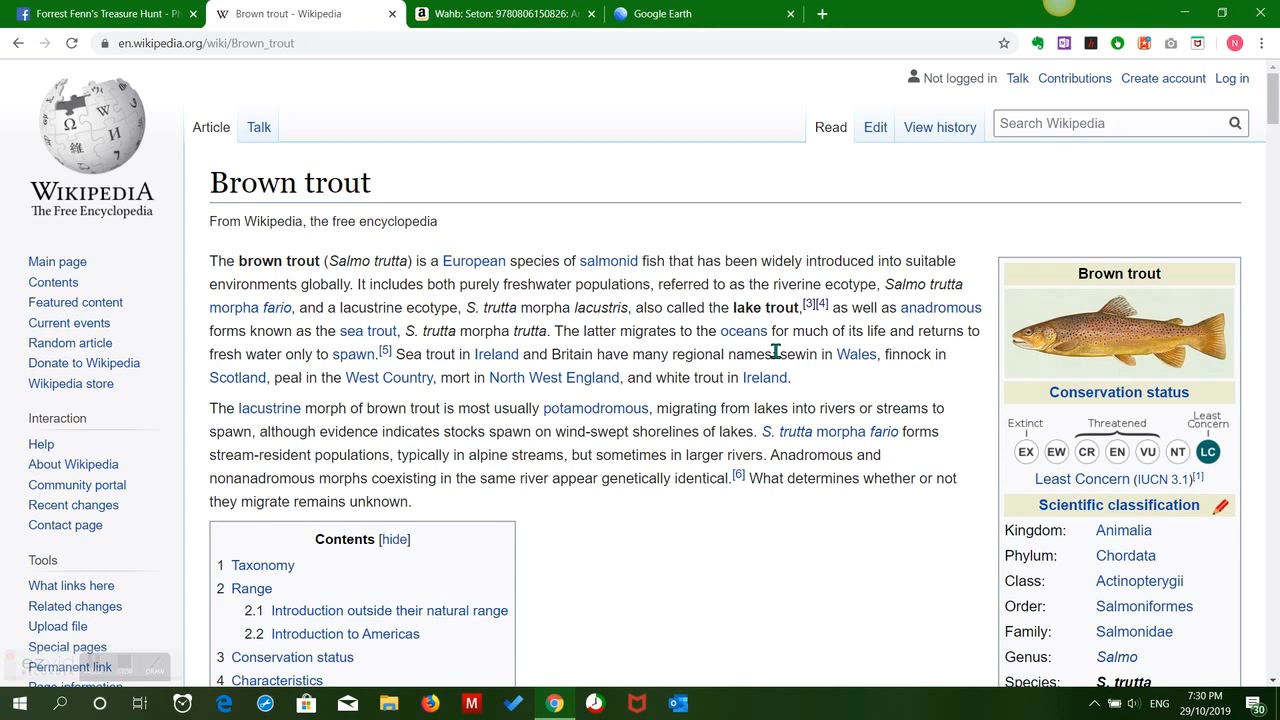 Forrest Fenn's Treasure Hunt - Ph
Brown trout - Wikipedia
Wahb: Seton: 9780806150826: A
Google Earth
en.wikipedia.org/wiki/Brown_trout
N
Not logged in Talk Contributions Create account Log in
Article Talk Read Edit View history Search Wikipedia
WIKIPEDIA
The Free Encyclopedia
Main page
Contents
Featured content
Current events
Random article
Donate to Wikipedia
Wikipedia store
Interaction
Help
About Wikipedia
Community portal
Recent changes
Contact page
Tools
What links here
Related changes
Upload file
Special pages
Permanent link
Page information
Brown trout
From Wikipedia, the free encyclopedia
The brown trout (Salmo trutta) is a European species of salmonid fish that has been widely introduced into suitable
environments globally. It includes both purely freshwater populations, referred to as the riverine ecotype, Salmo trutta
morpha fario, and a lacustrine ecotype, S. trutta morpha lacustris, also called the lake trout,[3][4] as well as anadromous
forms known as the sea trout, S. trutta morpha trutta. The latter migrates to the oceans for much of its life and returns to
fresh water only to spawn.[5] Sea trout in Ireland and Britain have many regional names: sewin in Wales, finnock in
Scotland, peal in the West Country, mort in North West England, and white trout in Ireland.
The lacustrine morph of brown trout is most usually potamodromous, migrating from lakes into rivers or streams to
spawn, although evidence indicates stocks spawn on wind-swept shorelines of lakes. S. trutta morpha fario forms
stream-resident populations, typically in alpine streams, but sometimes in larger rivers. Anadromous and
nonanadromous morphs coexisting in the same river appear genetically identical.[6] What determines whether or not
they migrate remains unknown.
Contents [hide]
1 Taxonomy
2 Range
2.1 Introduction outside their natural range
2.2 Introduction to Americas
3 Conservation status
4 Characteristics
Brown trout
Conservation status
Extinct Threatened Least Concern
EX EW CR EN VU NT LC
Least Concern (IUCN 3.1)[1]
Scientific classification
Kingdom: Animalia
Phylum: Chordata
Class: Actinopterygii
Order: Salmoniformes
Family: Salmonidae
Genus: Salmo
Species: S. trutta
ezvid
STOP DRAW
ENG
7:30 PM
29/10/2019
30